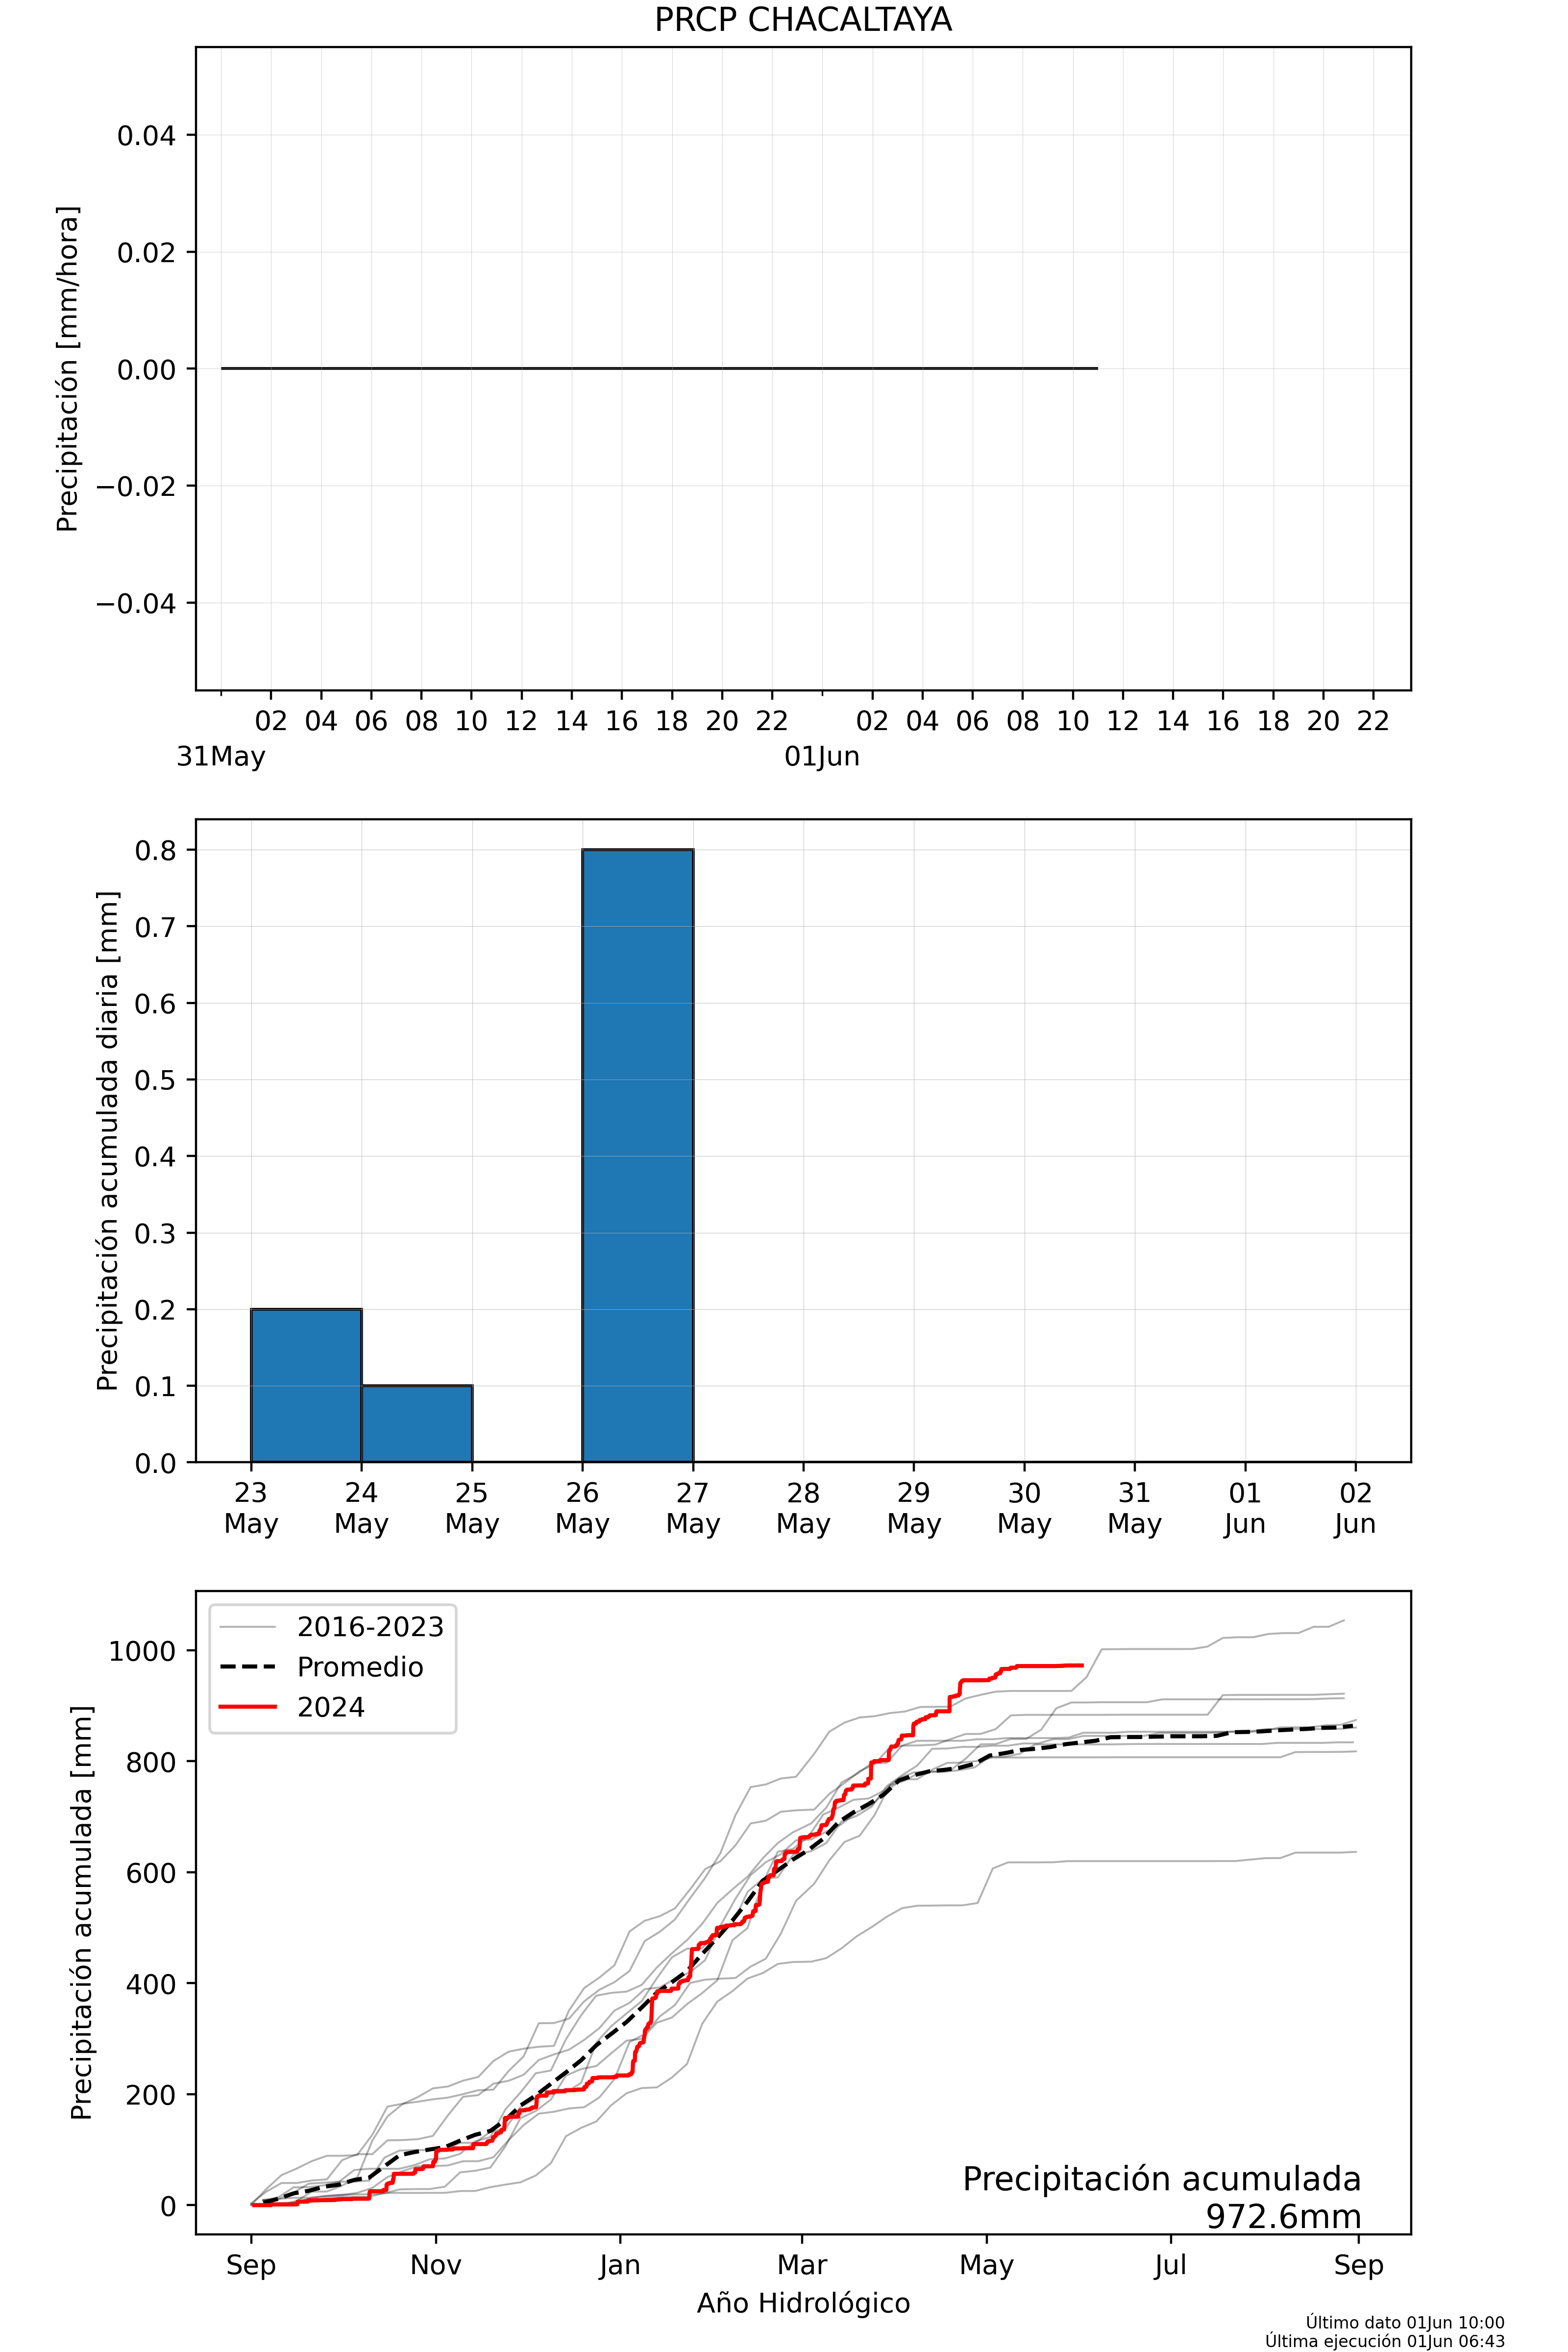 PRCP CHACALTAYA
Precipitación [mm/hora]
0.04
0.02
0.00
−0.02
−0.04
02 04 06 08 10 12 14 16 18 20 22 02 04 06 08 10 12 14 16 18 20 22
31May 01Jun
Precipitación acumulada diaria [mm]
0.8
0.7
0.6
0.5
0.4
0.3
0.2
0.1
0.0
23 24 25 26 27 28 29 30 31 01 02
May May May May May May May May May Jun Jun
Precipitación acumulada [mm]
1000
800
600
400
200
0
2016-2023
Promedio
2024
Precipitación acumulada
972.6mm
Sep Nov Jan Mar May Jul Sep
Año Hidrológico
Último dato 01Jun 10:00
Última ejecución 01Jun 06:43